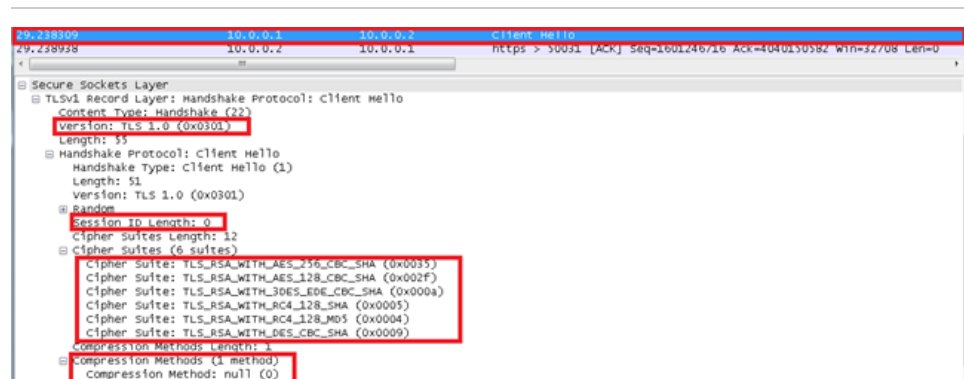 29.238309 10.0.0.1 10.0.0.2 Client Hello
29.238938 10.0.0.2 10.0.0.1 https > 50031 [ACK] Seq=1601246716 Ack=4040150582 Win=32708 Len=0
Secure Sockets Layer
TLSv1 Record Layer: Handshake Protocol: Client Hello
Content Type: Handshake (22)
Version: TLS 1.0 (0x0301)
Length: 55
Handshake Protocol: Client Hello
Handshake Type: Client Hello (1)
Length: 51
Version: TLS 1.0 (0x0301)
Random
Session ID Length: 0
Cipher Suites Length: 12
Cipher Suites (6 suites)
Cipher Suite: TLS_RSA_WITH_AES_256_CBC_SHA (0x0035)
Cipher Suite: TLS_RSA_WITH_AES_128_CBC_SHA (0x002f)
Cipher Suite: TLS_RSA_WITH_3DES_EDE_CBC_SHA (0x000a)
Cipher Suite: TLS_RSA_WITH_RC4_128_SHA (0x0005)
Cipher Suite: TLS_RSA_WITH_RC4_128_MD5 (0x0004)
Cipher Suite: TLS_RSA_WITH_DES_CBC_SHA (0x0009)
Compression Methods Length: 1
Compression Methods (1 method)
Compression Method: null (0)